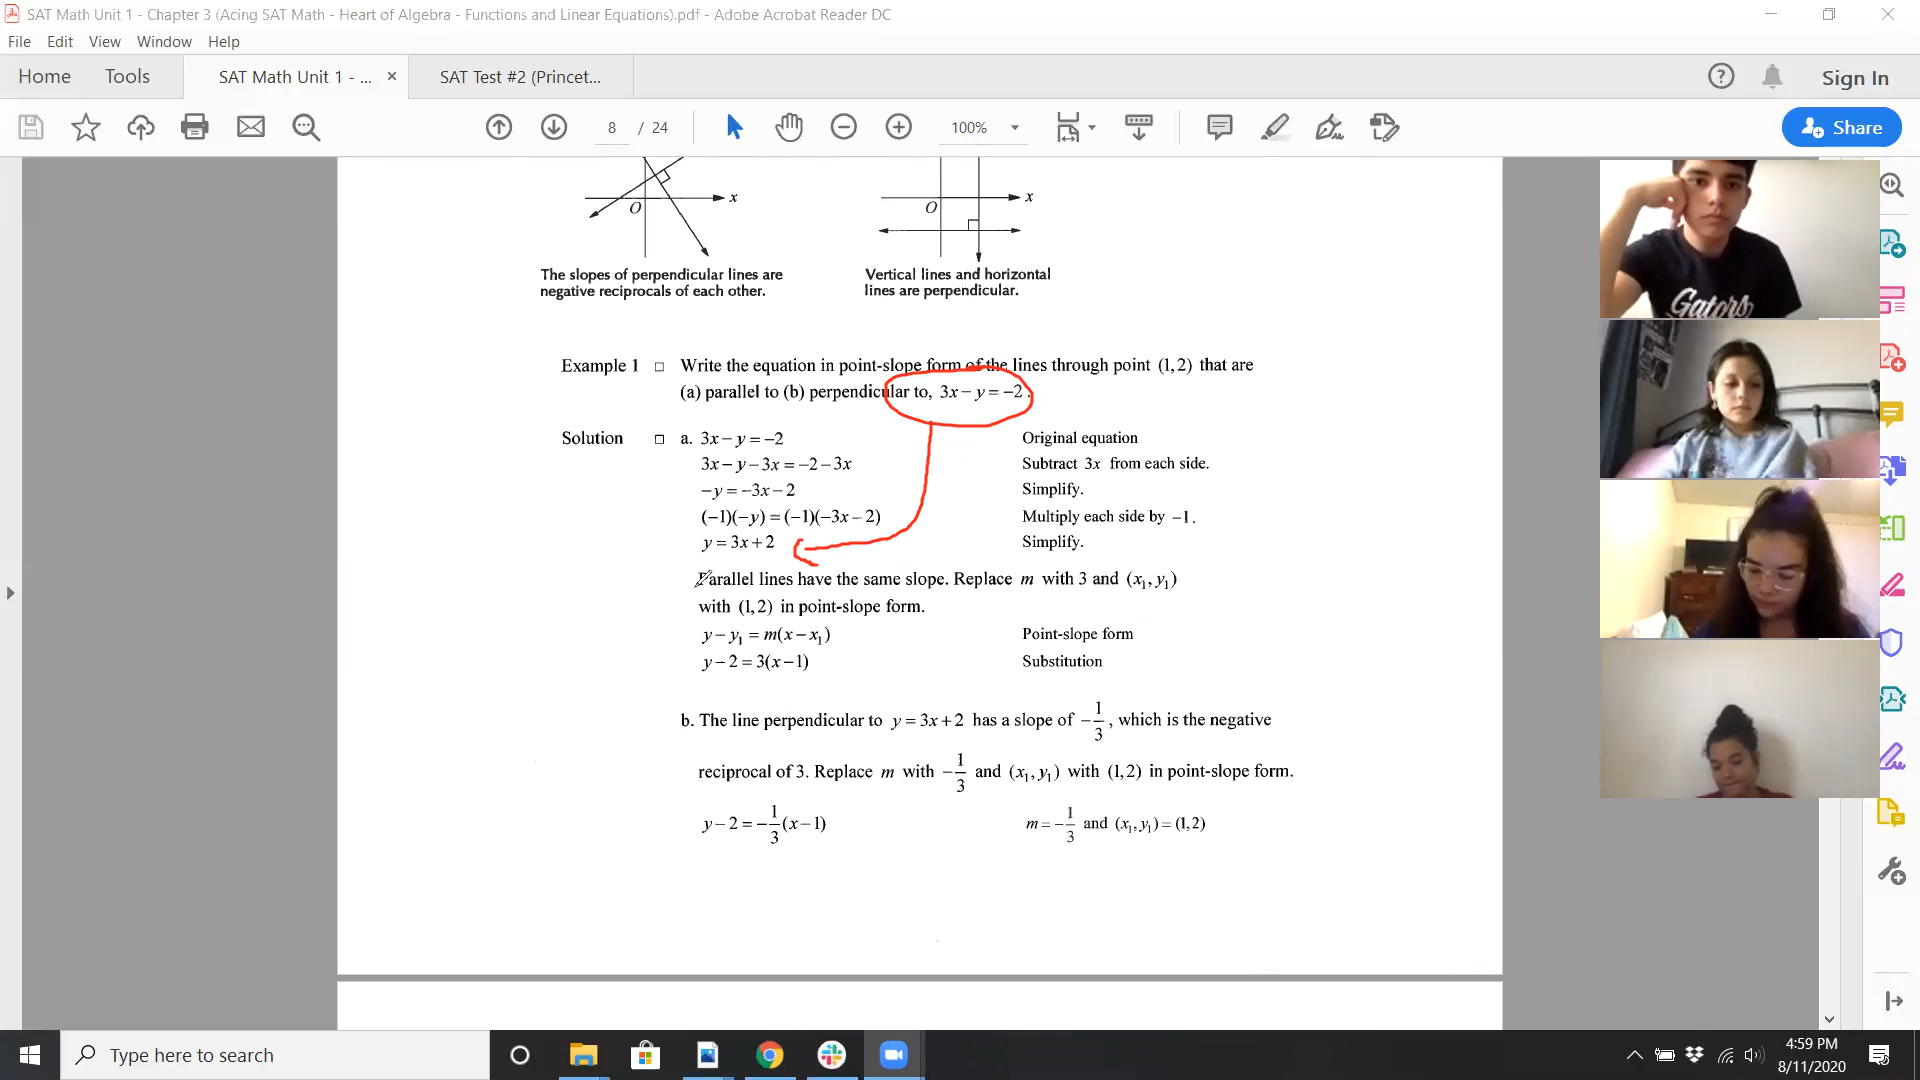 SAT Math Unit 1 - Chapter 3 (Acing SAT Math - Heart of Algebra - Functions and Linear Equations).pdf - Adobe Acrobat Reader DC
File Edit View Window Help
Home Tools SAT Math Unit 1 - ... × SAT Test #2 (Princet... Sign In
8 / 24 100% Share
x x
O O
The slopes of perpendicular lines are
negative reciprocals of each other.
Vertical lines and horizontal
lines are perpendicular.
Example 1 □ Write the equation in point-slope form of the lines through point (1, 2) that are
(a) parallel to (b) perpendicular to, 3x − y = −2.
Solution □ a. 3x − y = −2 Original equation
3x − y − 3x = −2 − 3x Subtract 3x from each side.
−y = −3x − 2 Simplify.
(−1)(−y) = (−1)(−3x − 2) Multiply each side by −1.
y = 3x + 2 Simplify.
Parallel lines have the same slope. Replace m with 3 and (x₁, y₁)
with (1, 2) in point-slope form.
y − y₁ = m(x − x₁) Point-slope form
y − 2 = 3(x − 1) Substitution
b. The line perpendicular to y = 3x + 2 has a slope of −1/3, which is the negative
reciprocal of 3. Replace m with −1/3 and (x₁, y₁) with (1, 2) in point-slope form.
y − 2 = −1/3(x − 1) m = −1/3 and (x₁, y₁) = (1, 2)
Gators
Type here to search
4:59 PM
8/11/2020